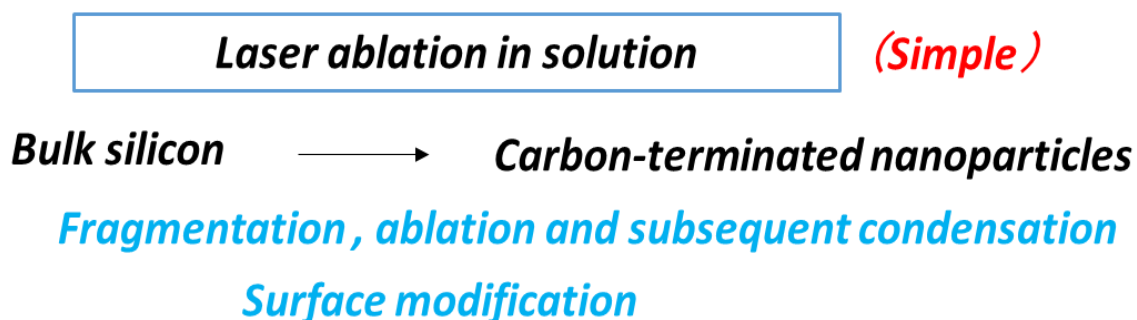 Laser ablation in solution （Simple）
Bulk silicon Carbon-terminated nanoparticles
Fragmentation , ablation and subsequent condensation
Surface modification